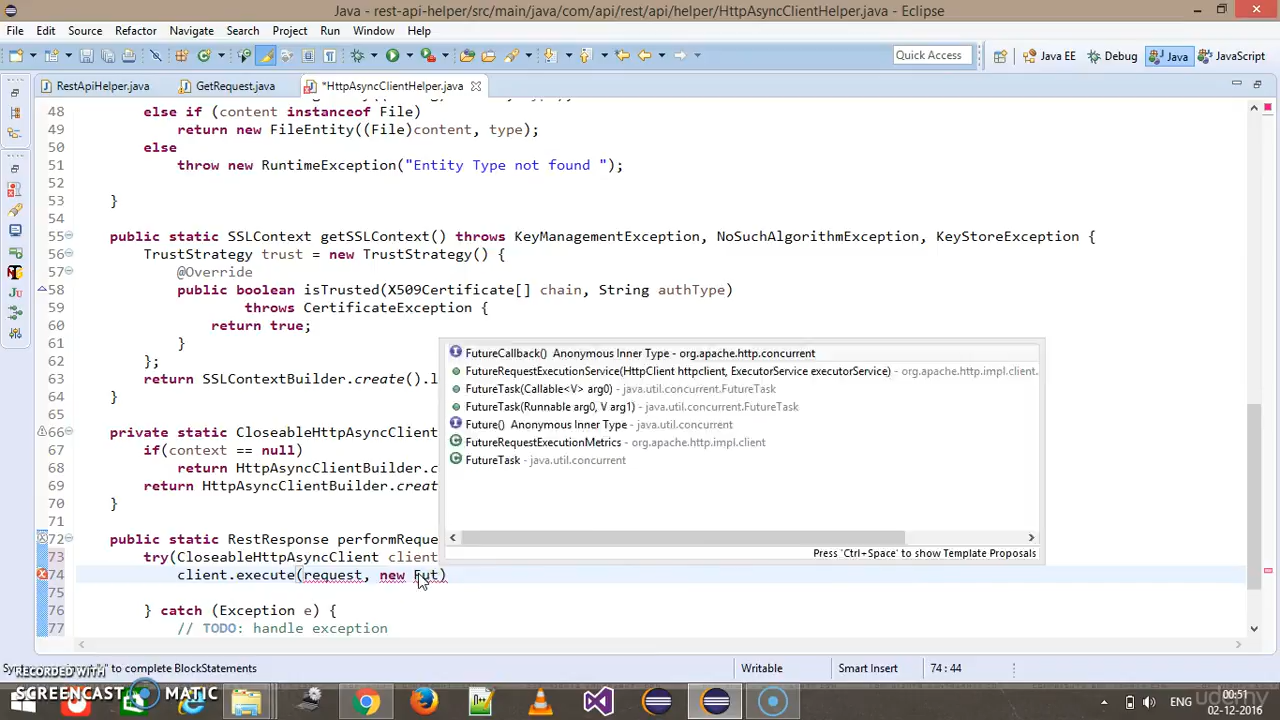 Java - rest-api-helper/src/main/java/com/api/rest/api/helper/HttpAsyncClientHelper.java - Eclipse
File Edit Source Refactor Navigate Search Project Run Window Help
Quick Access Java EE Debug Java JavaScript
RestApiHelper.java GetRequest.java *HttpAsyncClientHelper.java
48 else if (content instanceof File)
49 return new FileEntity((File)content, type);
50 else
51 throw new RuntimeException("Entity Type not found ");
52
53 }
54
55 public static SSLContext getSSLContext() throws KeyManagementException, NoSuchAlgorithmException, KeyStoreException {
56 TrustStrategy trust = new TrustStrategy() {
57 @Override
58 public boolean isTrusted(X509Certificate[] chain, String authType)
59 throws CertificateException {
60 return true;
61 }
62 };
63 return SSLContextBuilder.create().l
64 }
65
66 private static CloseableHttpAsyncClient
67 if(context == null)
68 return HttpAsyncClientBuilder.c
69 return HttpAsyncClientBuilder.creat
70 }
71
72 public static RestResponse performReque
73 try(CloseableHttpAsyncClient client
74 client.execute(request, new Fut)
75
76 } catch (Exception e) {
77 // TODO: handle exception
FutureCallback() Anonymous Inner Type - org.apache.http.concurrent
FutureRequestExecutionService(HttpClient httpclient, ExecutorService executorService) - org.apache.http.impl.client.
FutureTask(Callable<V> arg0) - java.util.concurrent.FutureTask
FutureTask(Runnable arg0, V arg1) - java.util.concurrent.FutureTask
Future() Anonymous Inner Type - java.util.concurrent
FutureRequestExecutionMetrics - org.apache.http.impl.client
FutureTask - java.util.concurrent
Press 'Ctrl+Space' to show Template Proposals
to complete BlockStatements Writable Smart Insert 74 : 44
RECORDED WITH
SCREENCAST MATIC
ENG 00:51
02-12-2016
udemy